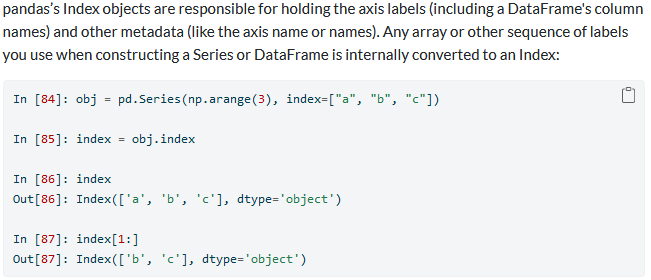 pandas’s Index objects are responsible for holding the axis labels (including a DataFrame's column
names) and other metadata (like the axis name or names). Any array or other sequence of labels
you use when constructing a Series or DataFrame is internally converted to an Index:
In [84]: obj = pd.Series(np.arange(3), index=["a", "b", "c"])
In [85]: index = obj.index
In [86]: index
Out[86]: Index(['a', 'b', 'c'], dtype='object')
In [87]: index[1:]
Out[87]: Index(['b', 'c'], dtype='object')